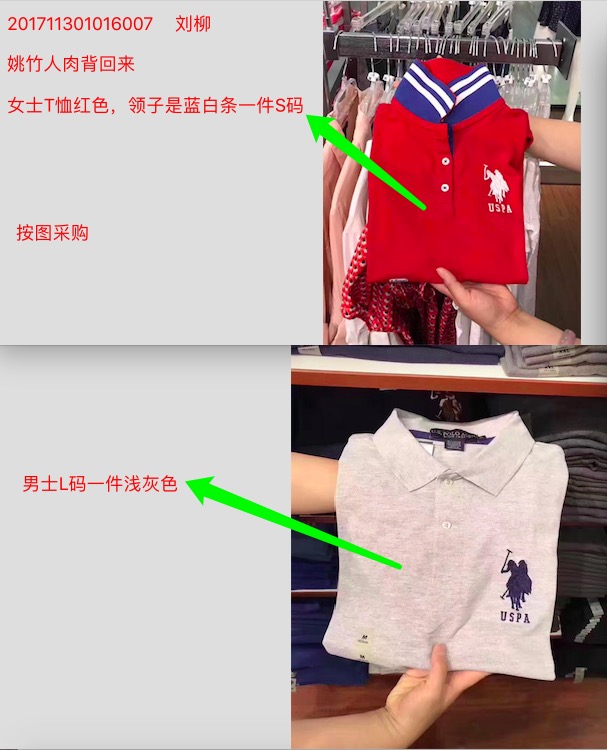 201711301016007 刘柳
姚竹人肉背回来
女士T恤红色，领子是蓝白条一件S码
按图采购
USPA
男士L码一件浅灰色
M
USPA